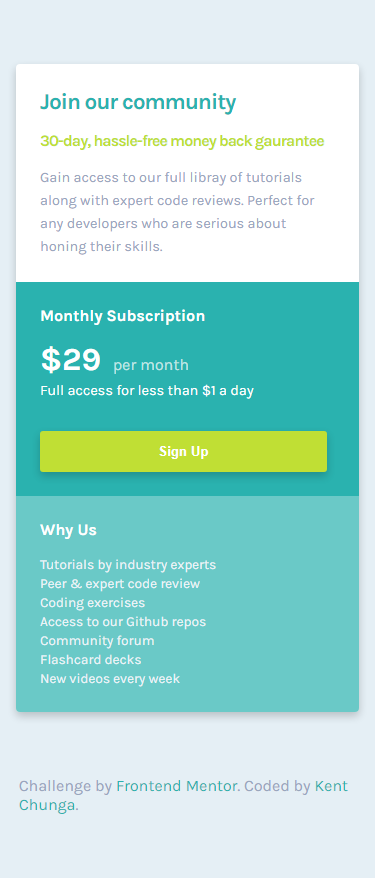 Join our community
30-day, hassle-free money back gaurantee
Gain access to our full libray of tutorials
along with expert code reviews. Perfect for
any developers who are serious about
honing their skills.
Monthly Subscription
$29 per month
Full access for less than $1 a day
Sign Up
Why Us
Tutorials by industry experts
Peer & expert code review
Coding exercises
Access to our Github repos
Community forum
Flashcard decks
New videos every week
Challenge by Frontend Mentor. Coded by Kent
Chunga.